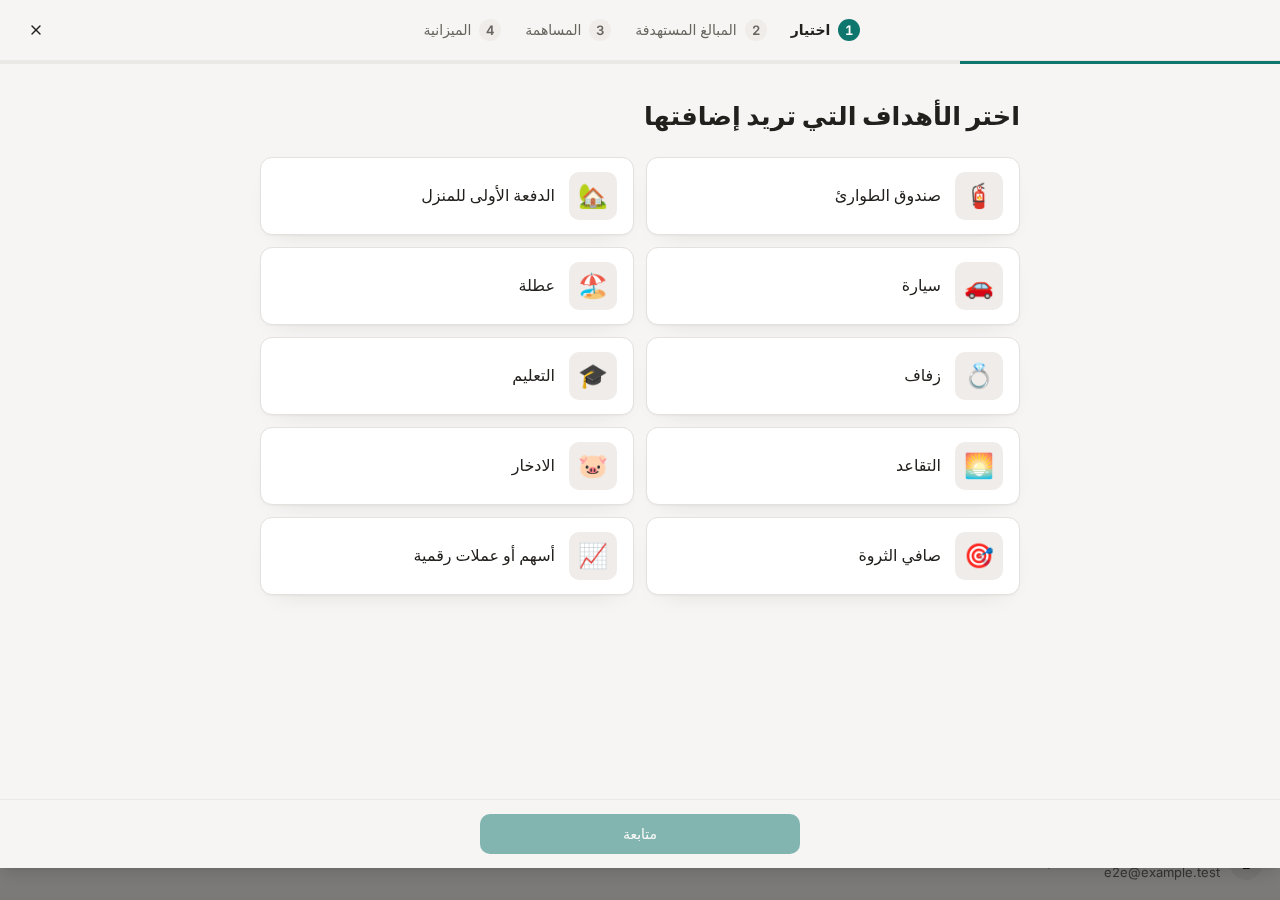 1 اختيار
2 المبالغ المستهدفة
3 المساهمة
4 الميزانية
اختر الأهداف التي تريد إضافتها
صندوق الطوارئ
الدفعة الأولى للمنزل
سيارة
عطلة
زفاف
التعليم
التقاعد
الادخار
صافي الثروة
أسهم أو عملات رقمية
متابعة
e2e@example.test